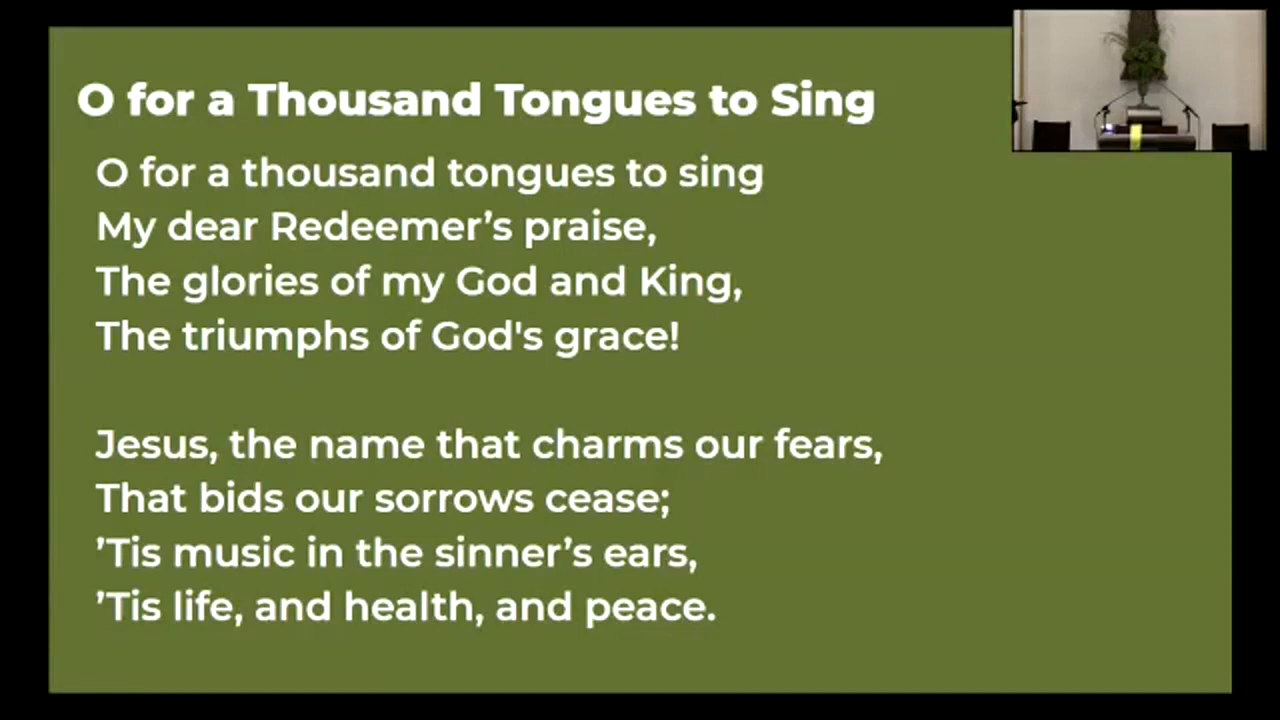 O for a Thousand Tongues to Sing
O for a thousand tongues to sing
My dear Redeemer’s praise,
The glories of my God and King,
The triumphs of God's grace!
Jesus, the name that charms our fears,
That bids our sorrows cease;
’Tis music in the sinner’s ears,
’Tis life, and health, and peace.